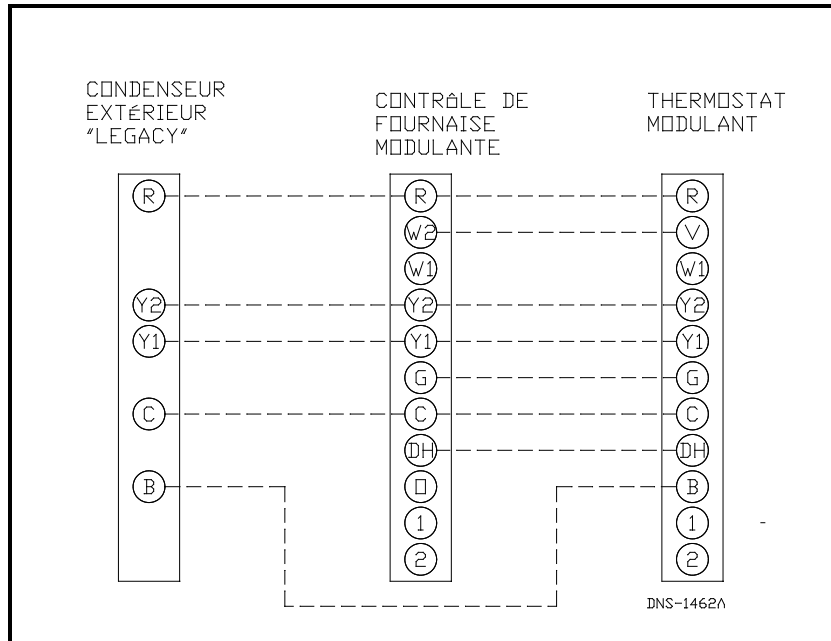 CONDENSEUR
EXTÉRIEUR
"LEGACY"
CONTRÔLE DE
FOURNAISE
MODULANTE
THERMOSTAT
MODULANT
R
Y2
Y1
C
B
R
W2
W1
Y2
Y1
G
C
DH
O
1
2
R
V
W1
Y2
Y1
G
C
DH
B
1
2
DNS-1462A